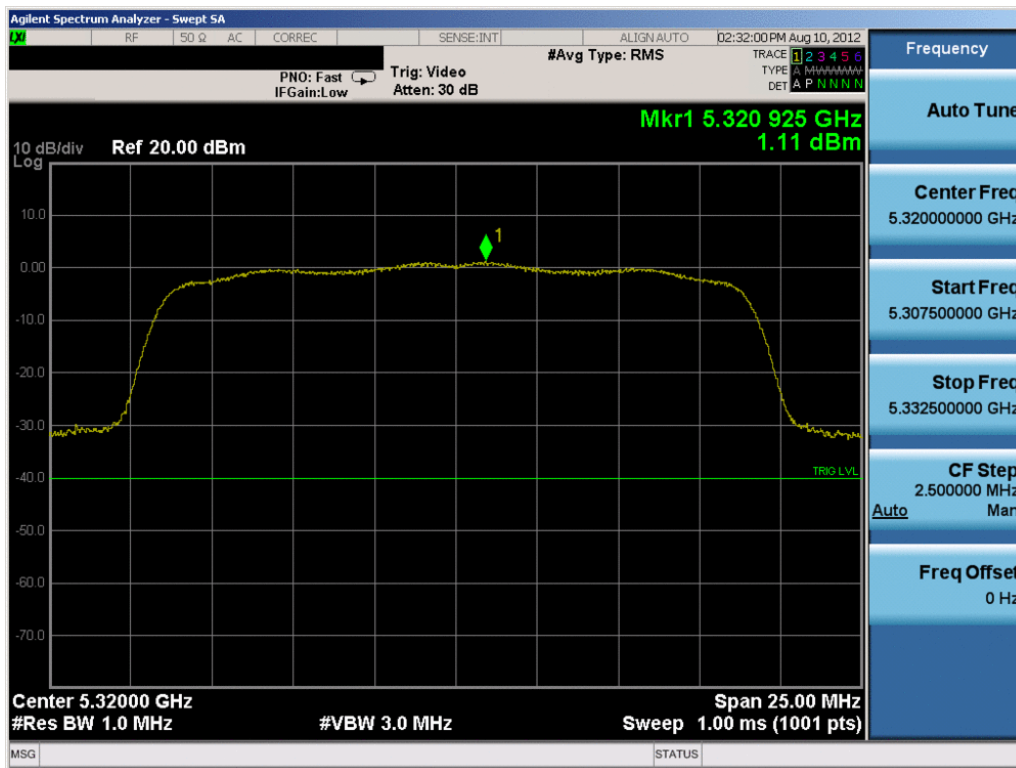 Agilent Spectrum Analyzer - Swept SA
LXI RF 50 Ω AC CORREC SENSE:INT ALIGN AUTO 02:32:00 PM Aug 10, 2012
#Avg Type: RMS
TRACE 1 2 3 4 5 6
TYPE A M W W W W W
DET A P N N N N
PNO: Fast
IFGain:Low
Trig: Video
Atten: 30 dB
Mkr1 5.320 925 GHz
1.11 dBm
10 dB/div Ref 20.00 dBm
Log
10.0
1
0.00
-10.0
-20.0
-30.0
-40.0
TRIG LVL
-50.0
-60.0
-70.0
Center 5.32000 GHz Span 25.00 MHz
#Res BW 1.0 MHz #VBW 3.0 MHz Sweep 1.00 ms (1001 pts)
MSG STATUS
Frequency
Auto Tune
Center Freq
5.320000000 GHz
Start Freq
5.307500000 GHz
Stop Freq
5.332500000 GHz
CF Step
2.500000 MHz
Auto Man
Freq Offset
0 Hz